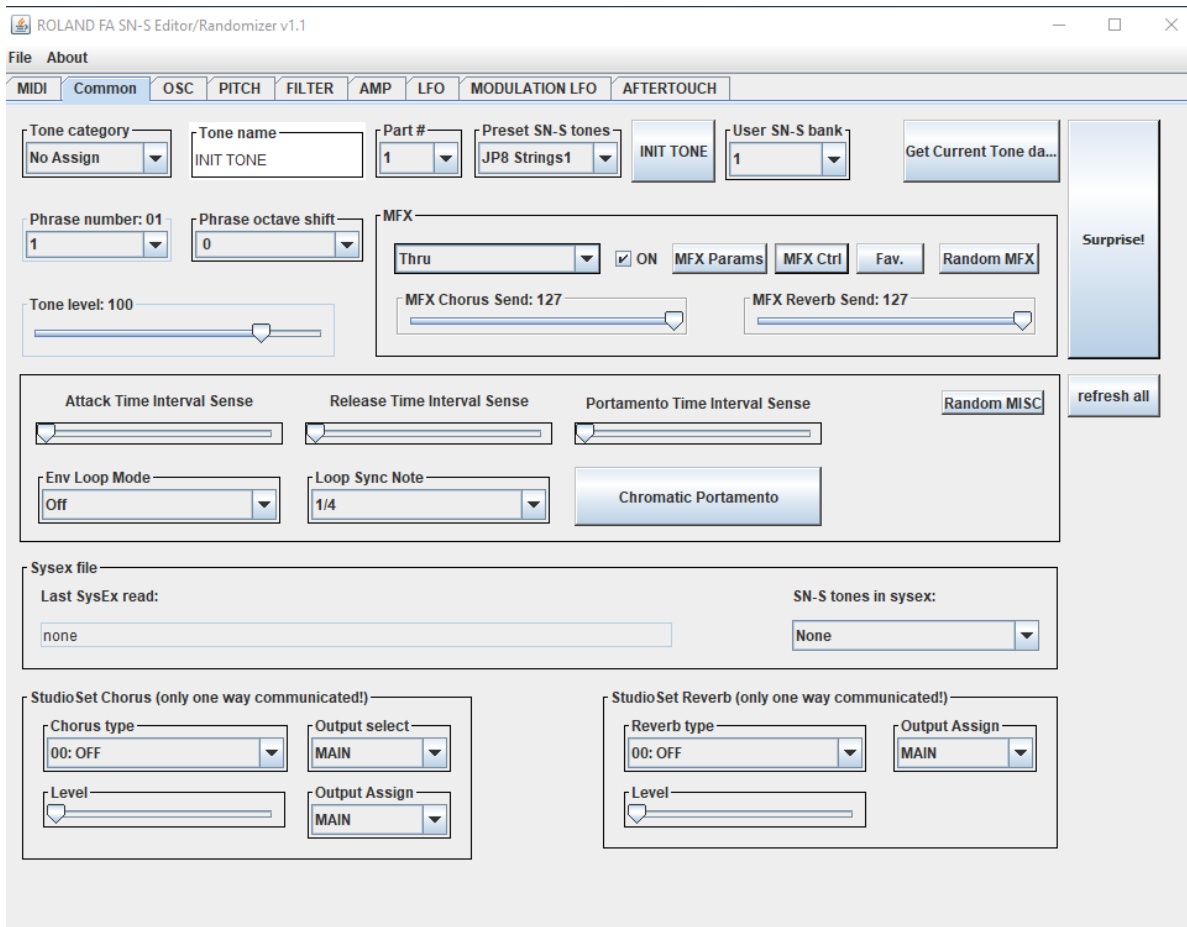 ROLAND FA SN-S Editor/Randomizer v1.1
File About
MIDI Common OSC PITCH FILTER AMP LFO MODULATION LFO AFTERTOUCH
Tone category
No Assign
Tone name
INIT TONE
Part #
1
Preset SN-S tones
JP8 Strings1
INIT TONE
User SN-S bank
1
Get Current Tone da...
Surprise!
Phrase number: 01
1
Phrase octave shift
0
MFX
Thru
ON
MFX Params
MFX Ctrl
Fav.
Random MFX
Tone level: 100
MFX Chorus Send: 127
MFX Reverb Send: 127
refresh all
Attack Time Interval Sense
Release Time Interval Sense
Portamento Time Interval Sense
Random MISC
Env Loop Mode
Off
Loop Sync Note
1/4
Chromatic Portamento
Sysex file
Last SysEx read:
none
SN-S tones in sysex:
None
StudioSet Chorus (only one way communicated!)
Chorus type
00: OFF
Output select
MAIN
Level
Output Assign
MAIN
StudioSet Reverb (only one way communicated!)
Reverb type
00: OFF
Output Assign
MAIN
Level